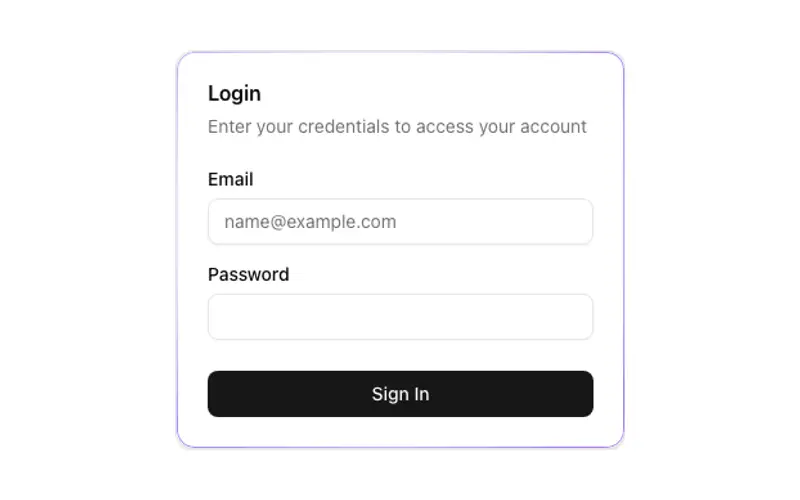 Login
Enter your credentials to access your account
Email
name@example.com
Password
Sign In